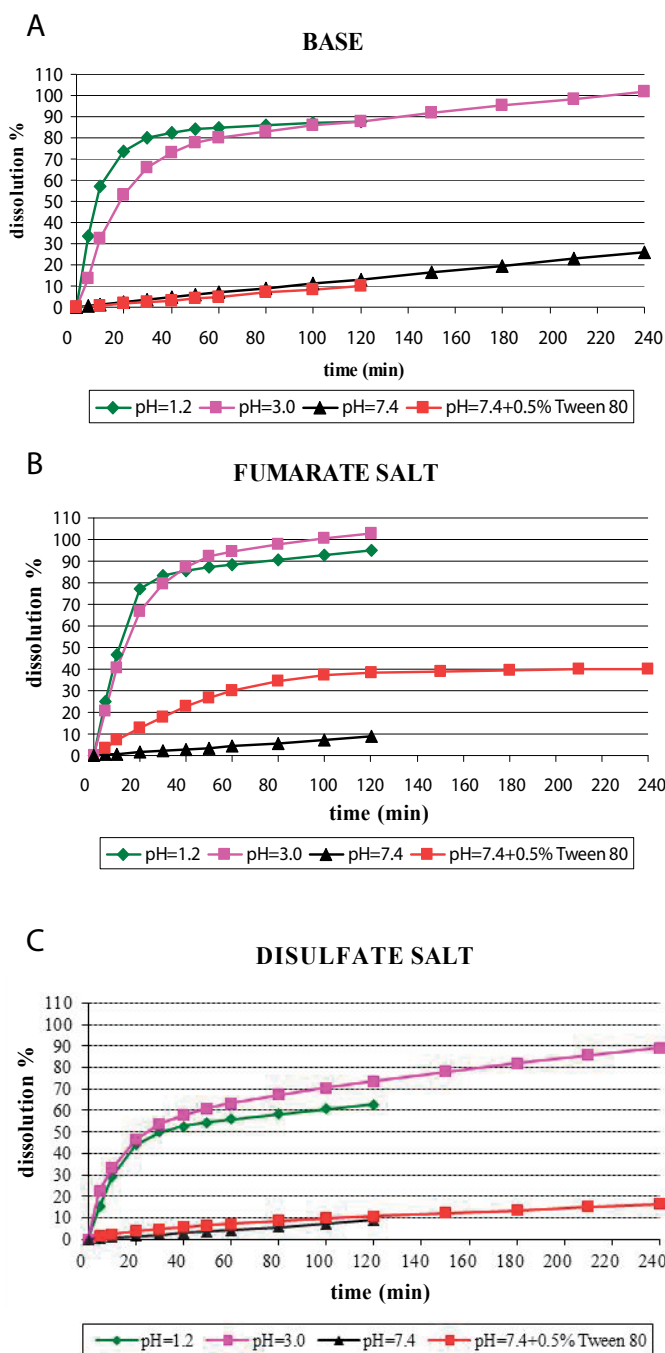 A
BASE
110
100
90
80
70
60
50
40
30
20
10
0
dissolution %
0 20 40 60 80 100 120 140 160 180 200 220 240
time (min)
pH=1.2 pH=3.0 pH=7.4 pH=7.4+0.5% Tween 80
B
FUMARATE SALT
110
100
90
80
70
60
50
40
30
20
10
0
dissolution %
0 20 40 60 80 100 120 140 160 180 200 220 240
time (min)
pH=1.2 pH=3.0 pH=7.4 pH=7.4+0.5% Tween 80
C
DISULFATE SALT
110
100
90
80
70
60
50
40
30
20
10
0
dissolution %
0 20 40 60 80 100 120 140 160 180 200 220 240
time (min)
pH=1.2 pH=3.0 pH=7.4 pH=7.4+0.5% Tween 80